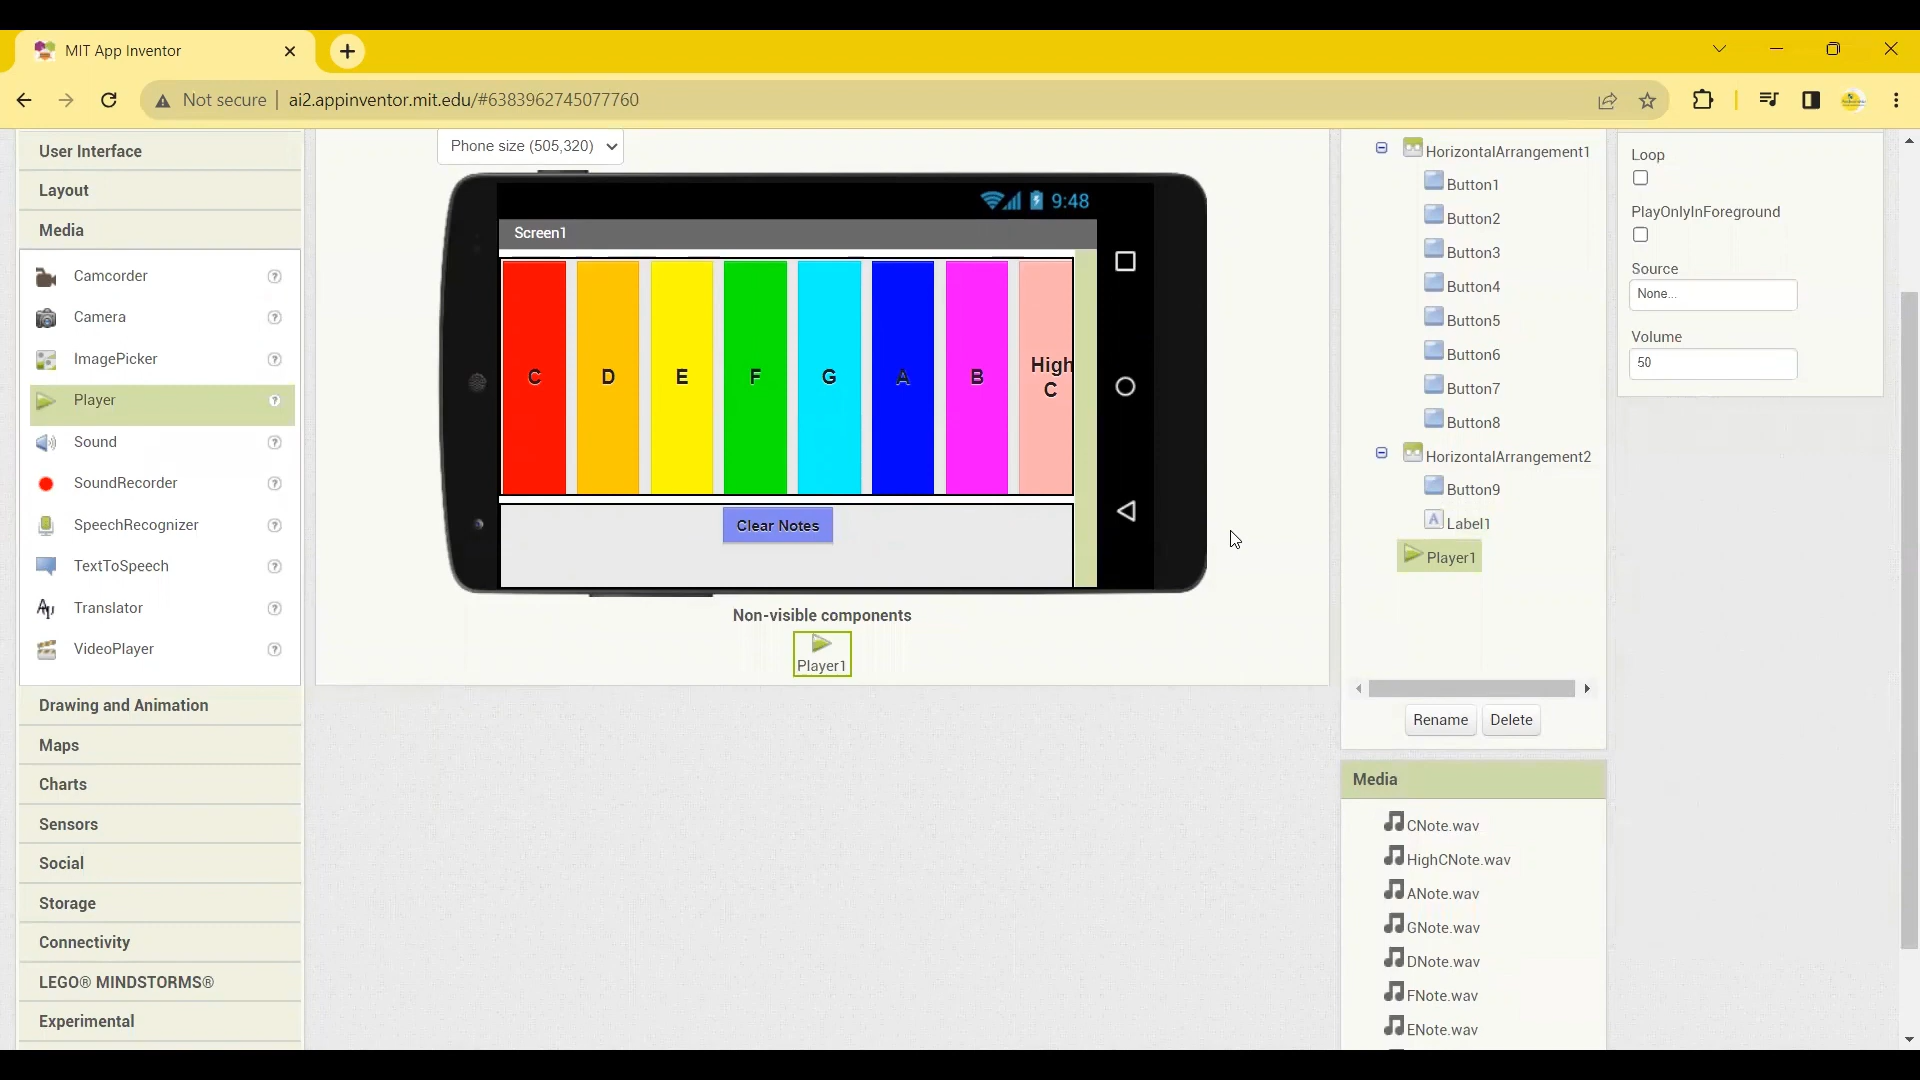 MIT App Inventor
Not secure
ai2.appinventor.mit.edu/#6383962745077760
User Interface
Layout
Media
Camcorder
Camera
ImagePicker
Player
Sound
SoundRecorder
SpeechRecognizer
TextToSpeech
Translator
VideoPlayer
Drawing and Animation
Maps
Charts
Sensors
Social
Storage
Connectivity
LEGO® MINDSTORMS®
Experimental
Phone size (505,320)
9:48
Screen1
C
D
E
F
G
A
B
High
C
Clear Notes
Non-visible components
Player1
HorizontalArrangement1
Button1
Button2
Button3
Button4
Button5
Button6
Button7
Button8
HorizontalArrangement2
Button9
A Label1
Player1
Rename
Delete
Media
CNote.wav
HighCNote.wav
ANote.wav
GNote.wav
DNote.wav
FNote.wav
ENote.wav
Loop
PlayOnlyInForeground
Source
None...
Volume
50